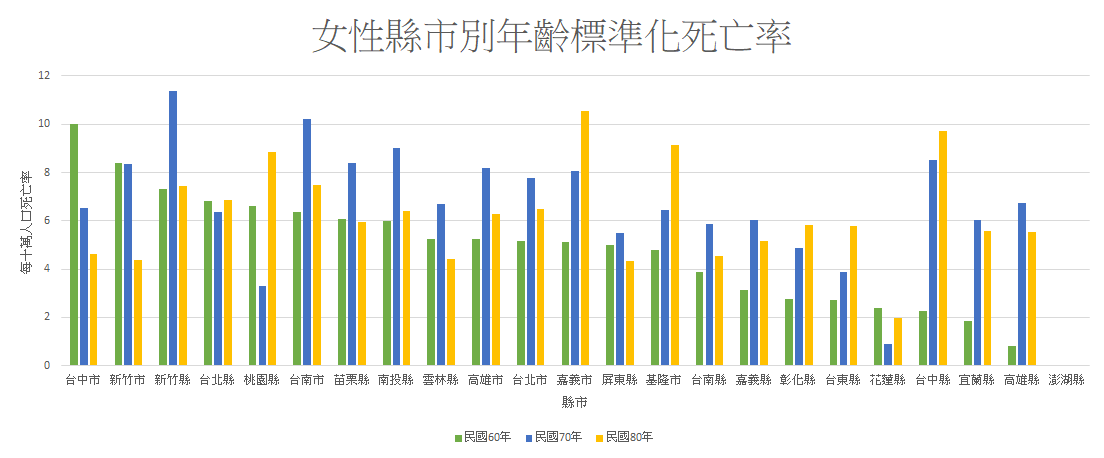 女性縣市別年齡標準化死亡率
12
10
8
6
4
2
0
每十萬人口死亡率
台中市 新竹市 新竹縣 台北縣 桃園縣 台南市 苗栗縣 南投縣 雲林縣 高雄市 台北市 嘉義市 屏東縣 基隆市 台南縣 嘉義縣 彰化縣 台東縣 花蓮縣 台中縣 宜蘭縣 高雄縣 澎湖縣
縣市
民國60年 民國70年 民國80年